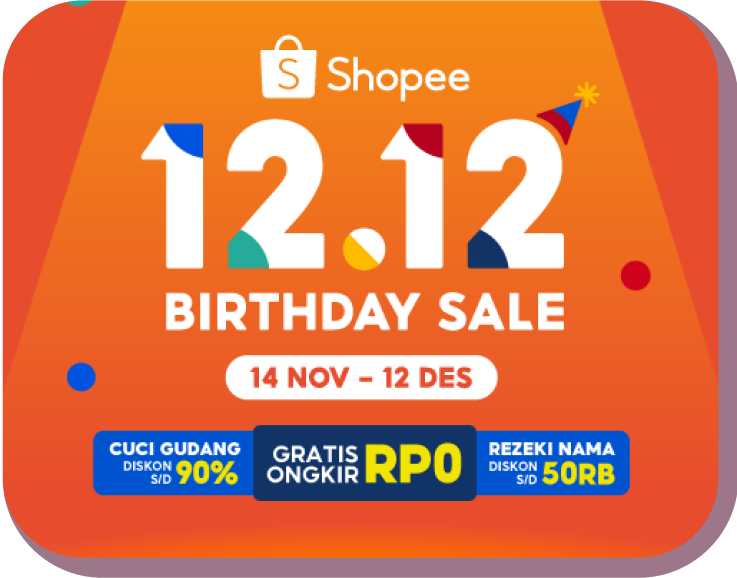 S
Shopee
12.12
BIRTHDAY SALE
14 NOV – 12 DES
CUCI GUDANG
DISKON
S/D
90%
GRATIS
ONGKIR
RP0
REZEKI NAMA
DISKON
S/D
50RB